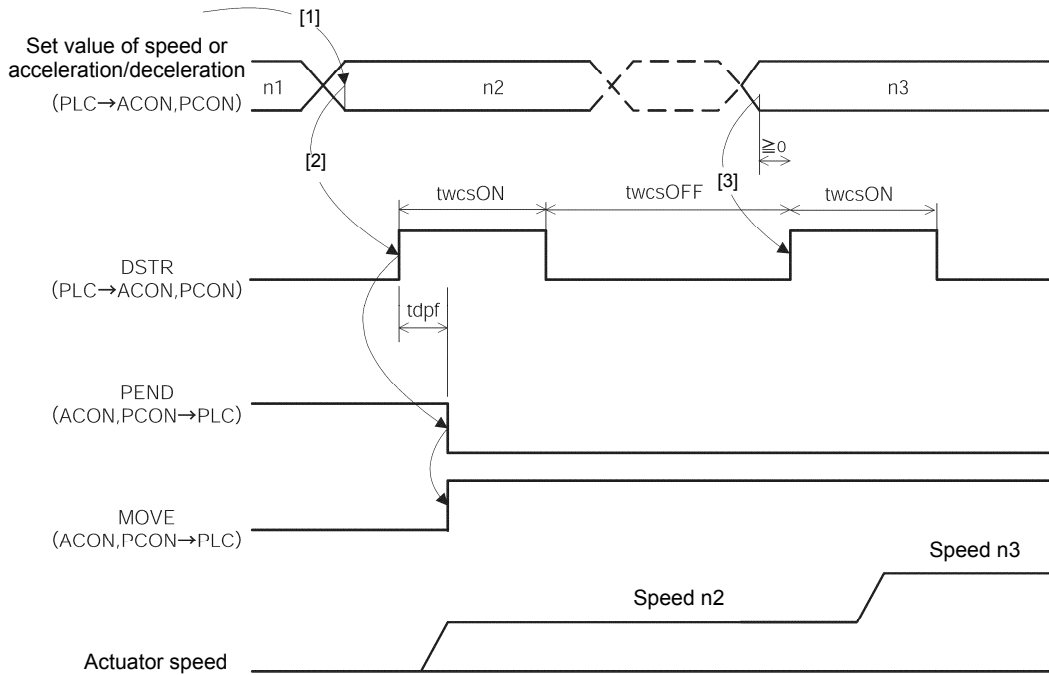 [1]
Set value of speed or
acceleration/deceleration
(PLC→ACON,PCON)
n1
n2
n3
≧0
[2]
[3]
twcsON
twcsOFF
twcsON
DSTR
(PLC→ACON,PCON)
tdpf
PEND
(ACON,PCON→PLC)
MOVE
(ACON,PCON→PLC)
Speed n3
Speed n2
Actuator speed